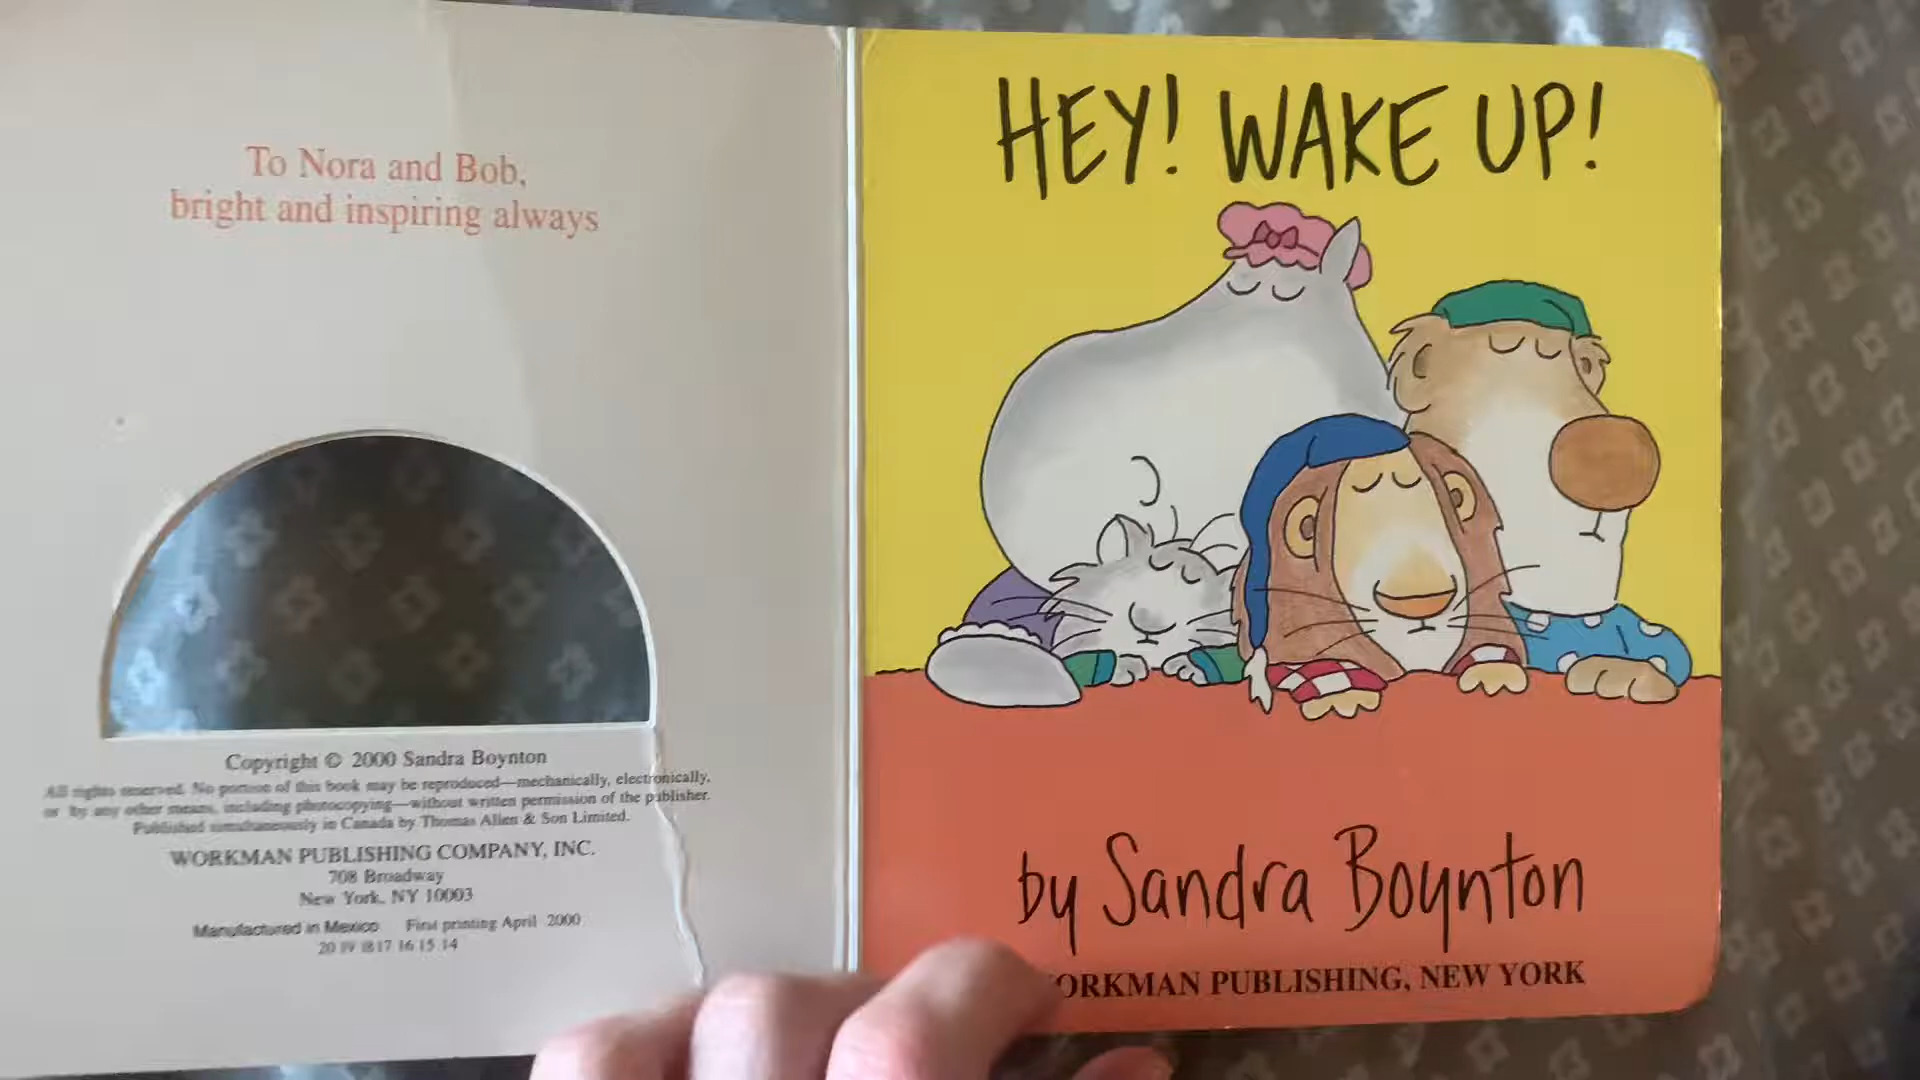 To Nora and Bob,
bright and inspiring always
Copyright © 2000 Sandra Boynton
All rights reserved. No portion of this book may be reproduced—mechanically, electronically,
or by any other means, including photocopying—without written permission of the publisher.
Published simultaneously in Canada by Thomas Allen & Son Limited.
WORKMAN PUBLISHING COMPANY, INC.
708 Broadway
New York, NY 10003
Manufactured in Mexico First printing April 2000
20 19 18 17 16 15 14
HEY! WAKE UP!
by Sandra Boynton
ORKMAN PUBLISHING, NEW YORK